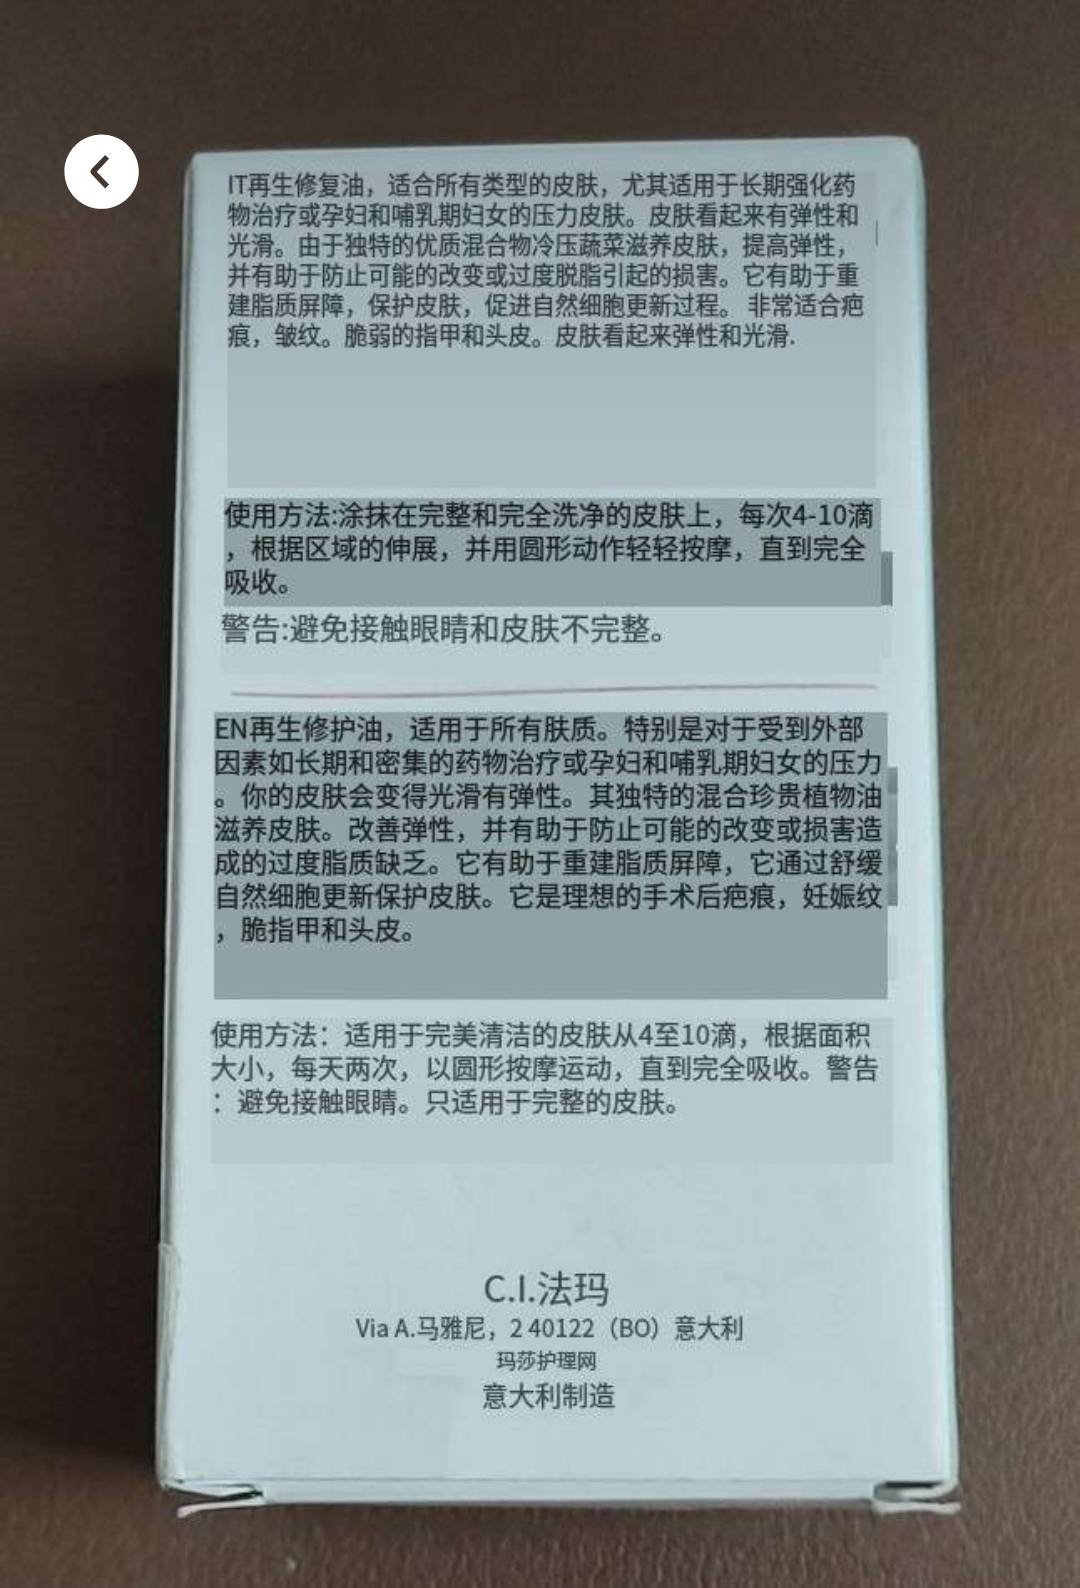 IT再生修复油，适合所有类型的皮肤，尤其适用于长期强化药
物治疗或孕妇和哺乳期妇女的压力皮肤。皮肤看起来有弹性和
光滑。由于独特的优质混合物冷压蔬菜滋养皮肤，提高弹性，
并有助于防止可能的改变或过度脱脂引起的损害。它有助于重
建脂质屏障，保护皮肤，促进自然细胞更新过程。 非常适合疤
痕，皱纹。脆弱的指甲和头皮。皮肤看起来弹性和光滑.
使用方法:涂抹在完整和完全洗净的皮肤上，每次4-10滴
，根据区域的伸展，并用圆形动作轻轻按摩，直到完全
吸收。
警告:避免接触眼睛和皮肤不完整。
EN再生修护油，适用于所有肤质。特别是对于受到外部
因素如长期和密集的药物治疗或孕妇和哺乳期妇女的压力
。你的皮肤会变得光滑有弹性。其独特的混合珍贵植物油
滋养皮肤。改善弹性，并有助于防止可能的改变或损害造
成的过度脂质缺乏。它有助于重建脂质屏障，它通过舒缓
自然细胞更新保护皮肤。它是理想的手术后疤痕，妊娠纹
，脆指甲和头皮。
使用方法：适用于完美清洁的皮肤从4至10滴，根据面积
大小，每天两次，以圆形按摩运动，直到完全吸收。警告
：避免接触眼睛。只适用于完整的皮肤。
C.I.法玛
Via A.马雅尼，2 40122（BO）意大利
玛莎护理网
意大利制造